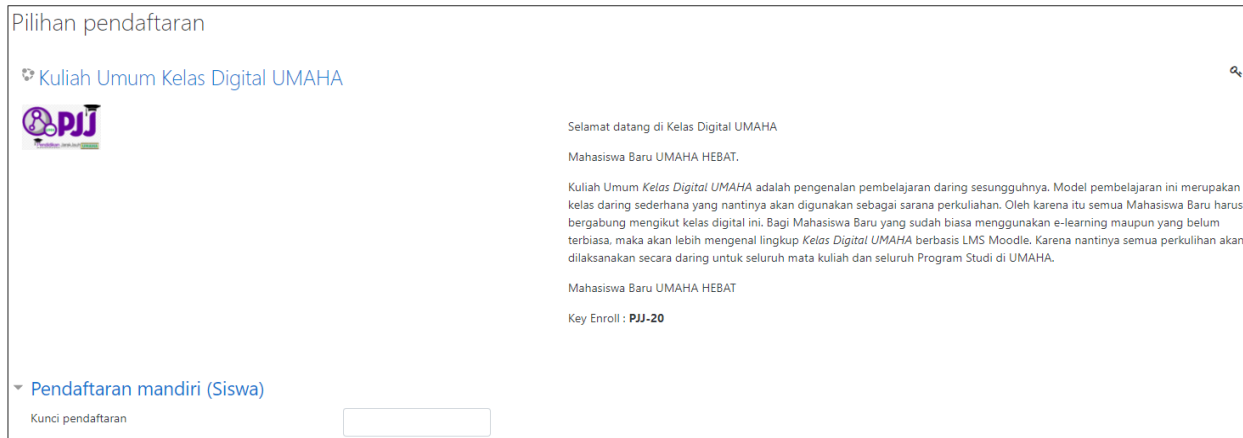 Pilihan pendaftaran
Kuliah Umum Kelas Digital UMAHA
PJJ
Selamat datang di Kelas Digital UMAHA
Mahasiswa Baru UMAHA HEBAT.
Kuliah Umum Kelas Digital UMAHA adalah pengenalan pembelajaran daring sesungguhnya. Model pembelajaran ini merupakan
kelas daring sederhana yang nantinya akan digunakan sebagai sarana perkuliahan. Oleh karena itu semua Mahasiswa Baru harus
bergabung mengikut kelas digital ini. Bagi Mahasiswa Baru yang sudah biasa menggunakan e-learning maupun yang belum
terbiasa, maka akan lebih mengenal lingkup Kelas Digital UMAHA berbasis LMS Moodle. Karena nantinya semua perkulihan akan
dilaksanakan secara daring untuk seluruh mata kuliah dan seluruh Program Studi di UMAHA.
Mahasiswa Baru UMAHA HEBAT
Key Enroll : PJJ-20
Pendaftaran mandiri (Siswa)
Kunci pendaftaran